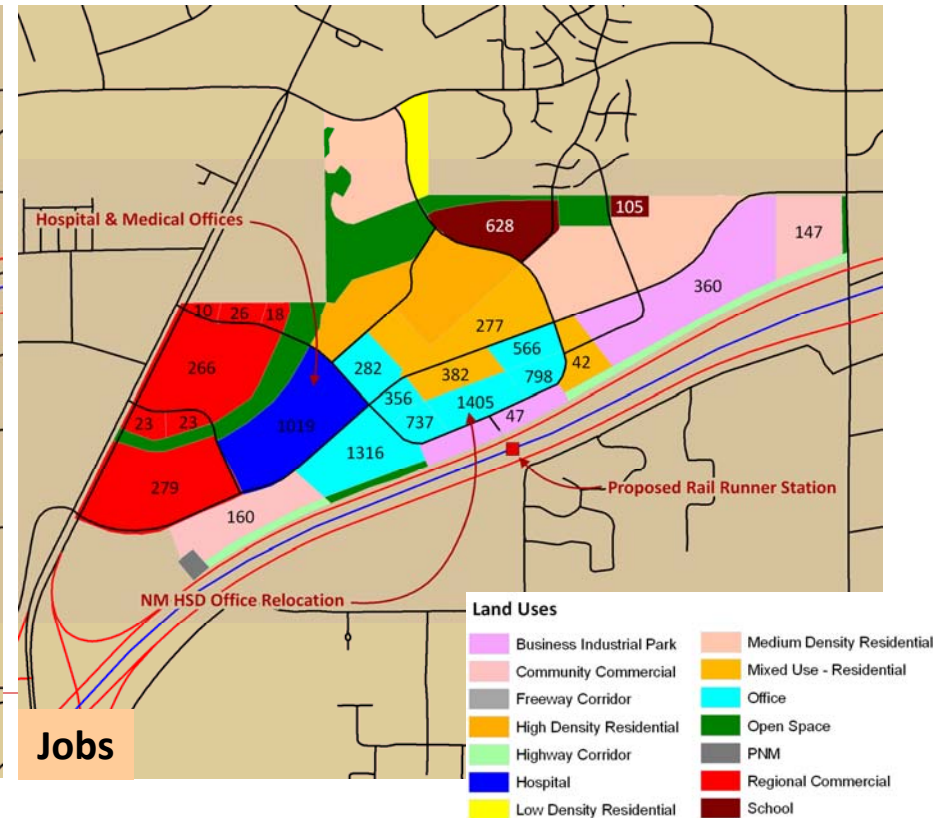 105
628
147
Hospital & Medical Offices
360
10 26 18
277
566
266
282
42
382
798
356
1405
47
23 23
737
1019
1316
279
Proposed Rail Runner Station
160
NM HSD Office Relocation
Land Uses
Business Industrial Park
Community Commercial
Freeway Corridor
High Density Residential
Highway Corridor
Hospital
Low Density Residential
Medium Density Residential
Mixed Use - Residential
Office
Open Space
PNM
Regional Commercial
School
Jobs